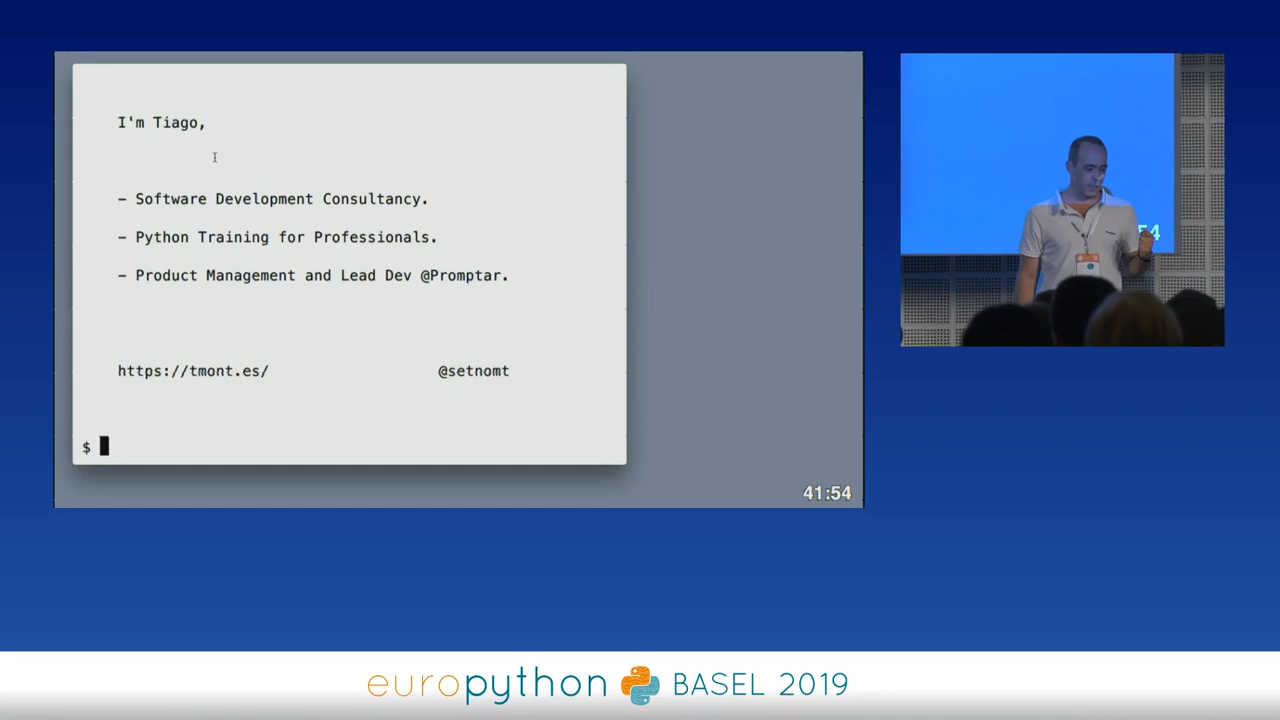 I'm Tiago,
- Software Development Consultancy.
- Python Training for Professionals.
- Product Management and Lead Dev @Promptar.
https://tmont.es/ @setnomt
$
41:54
54
europython BASEL 2019